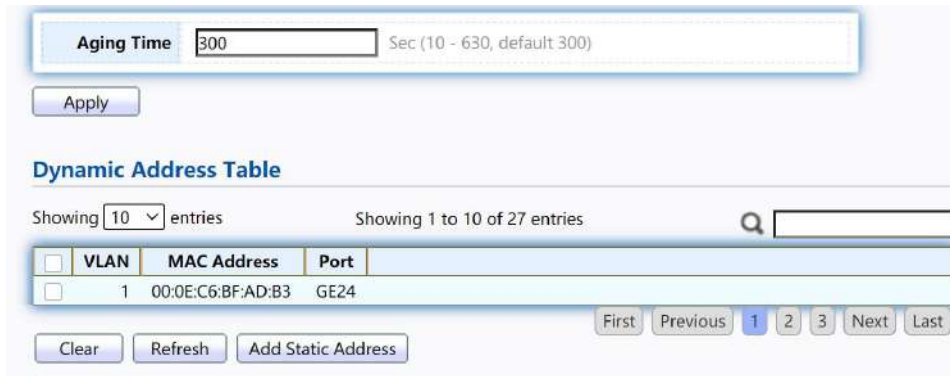 Aging Time 300 Sec (10 - 630, default 300)
Apply
Dynamic Address Table
Showing 10 entries Showing 1 to 10 of 27 entries
VLAN MAC Address Port
1 00:0E:C6:BF:AD:B3 GE24
First Previous 1 2 3 Next Last
Clear Refresh Add Static Address